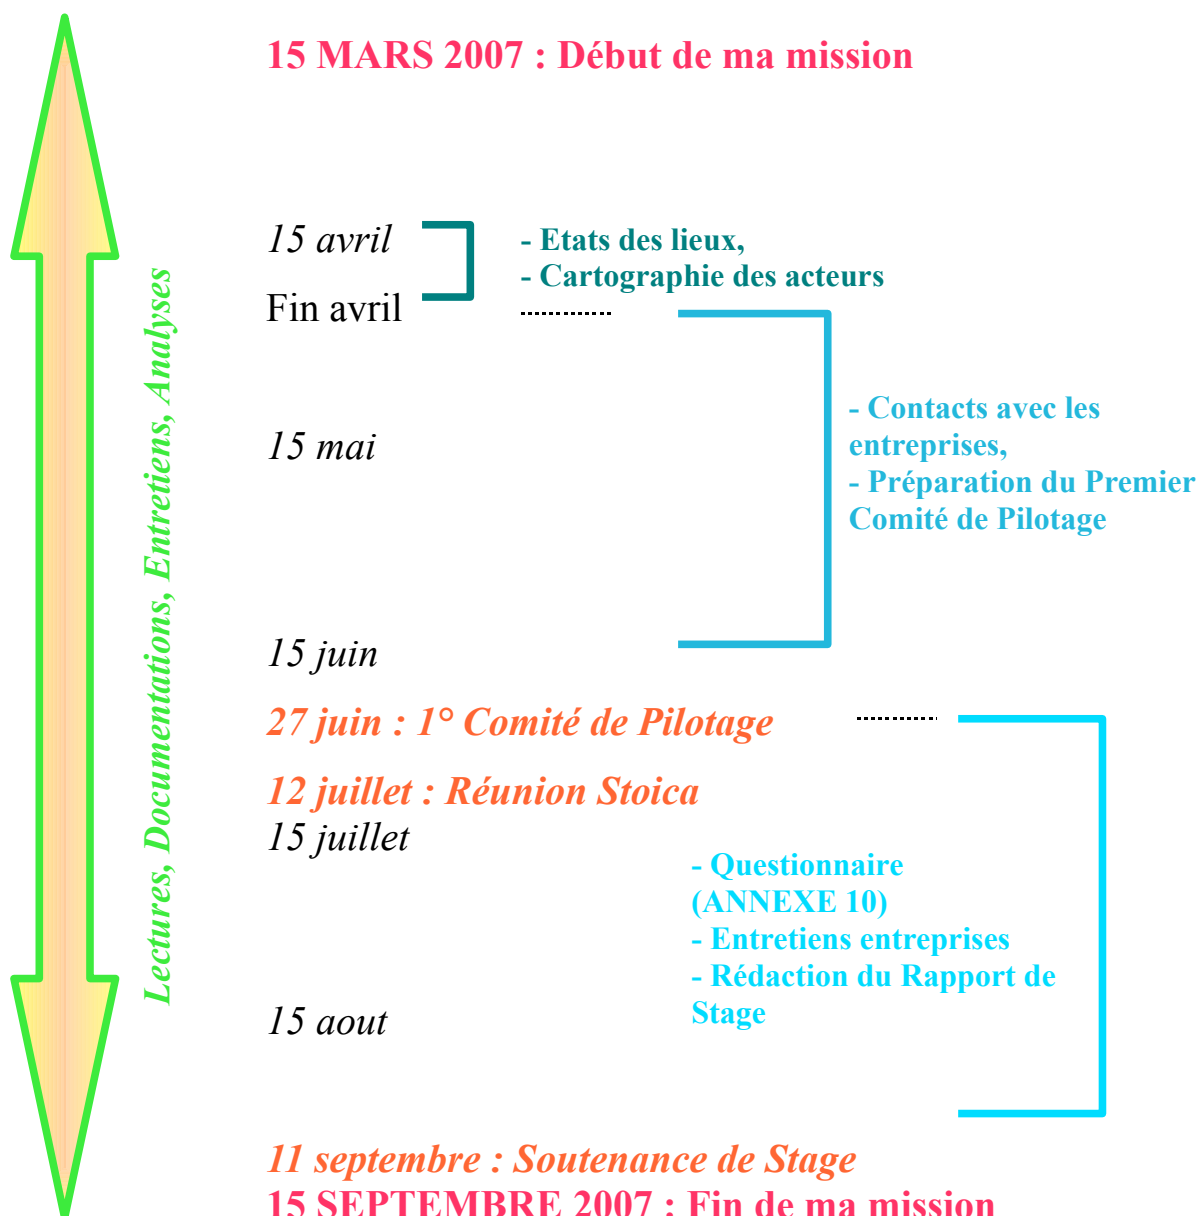 15 MARS 2007 : Début de ma mission
15 avril
- Etats des lieux,
- Cartographie des acteurs
Fin avril
- Contacts avec les
entreprises,
- Préparation du Premier
Comité de Pilotage
15 mai
Lectures, Documentations, Entretiens, Analyses
15 juin
27 juin : 1° Comité de Pilotage
12 juillet : Réunion Stoica
15 juillet
- Questionnaire
(ANNEXE 10)
- Entretiens entreprises
- Rédaction du Rapport de
Stage
15 aout
11 septembre : Soutenance de Stage
15 SEPTEMBRE 2007 : Fin de ma mission